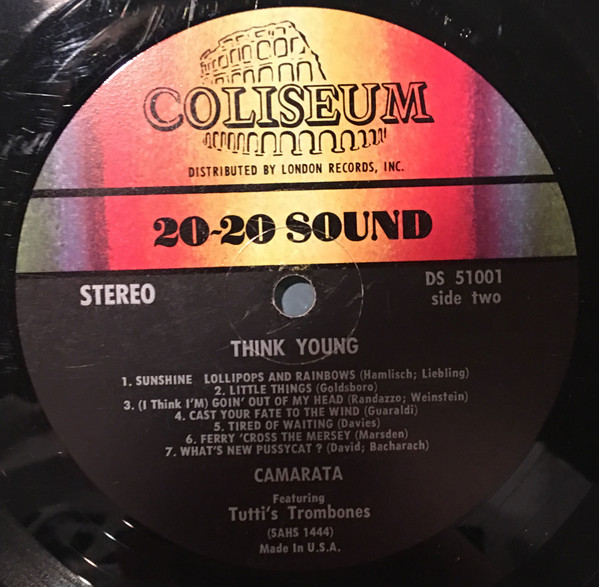 COLISEUM
DISTRIBUTED BY LONDON RECORDS, INC.
20-20 SOUND
STEREO
DS 51001
side two
THINK YOUNG
1. SUNSHINE LOLLIPOPS AND RAINBOWS (Hamlisch; Liebling)
2. LITTLE THINGS (Goldsboro)
3. (I Think I'M) GOIN' OUT OF MY HEAD (Randazzo; Weinstein)
4. CAST YOUR FATE TO THE WIND (Guaraldi)
5. TIRED OF WAITING (Davies)
6. FERRY 'CROSS THE MERSEY (Marsden)
7. WHAT'S NEW PUSSYCAT ? (David; Bacharach)
CAMARATA
Featuring
Tutti's Trombones
(SAHS 1444)
Made In U.S.A.